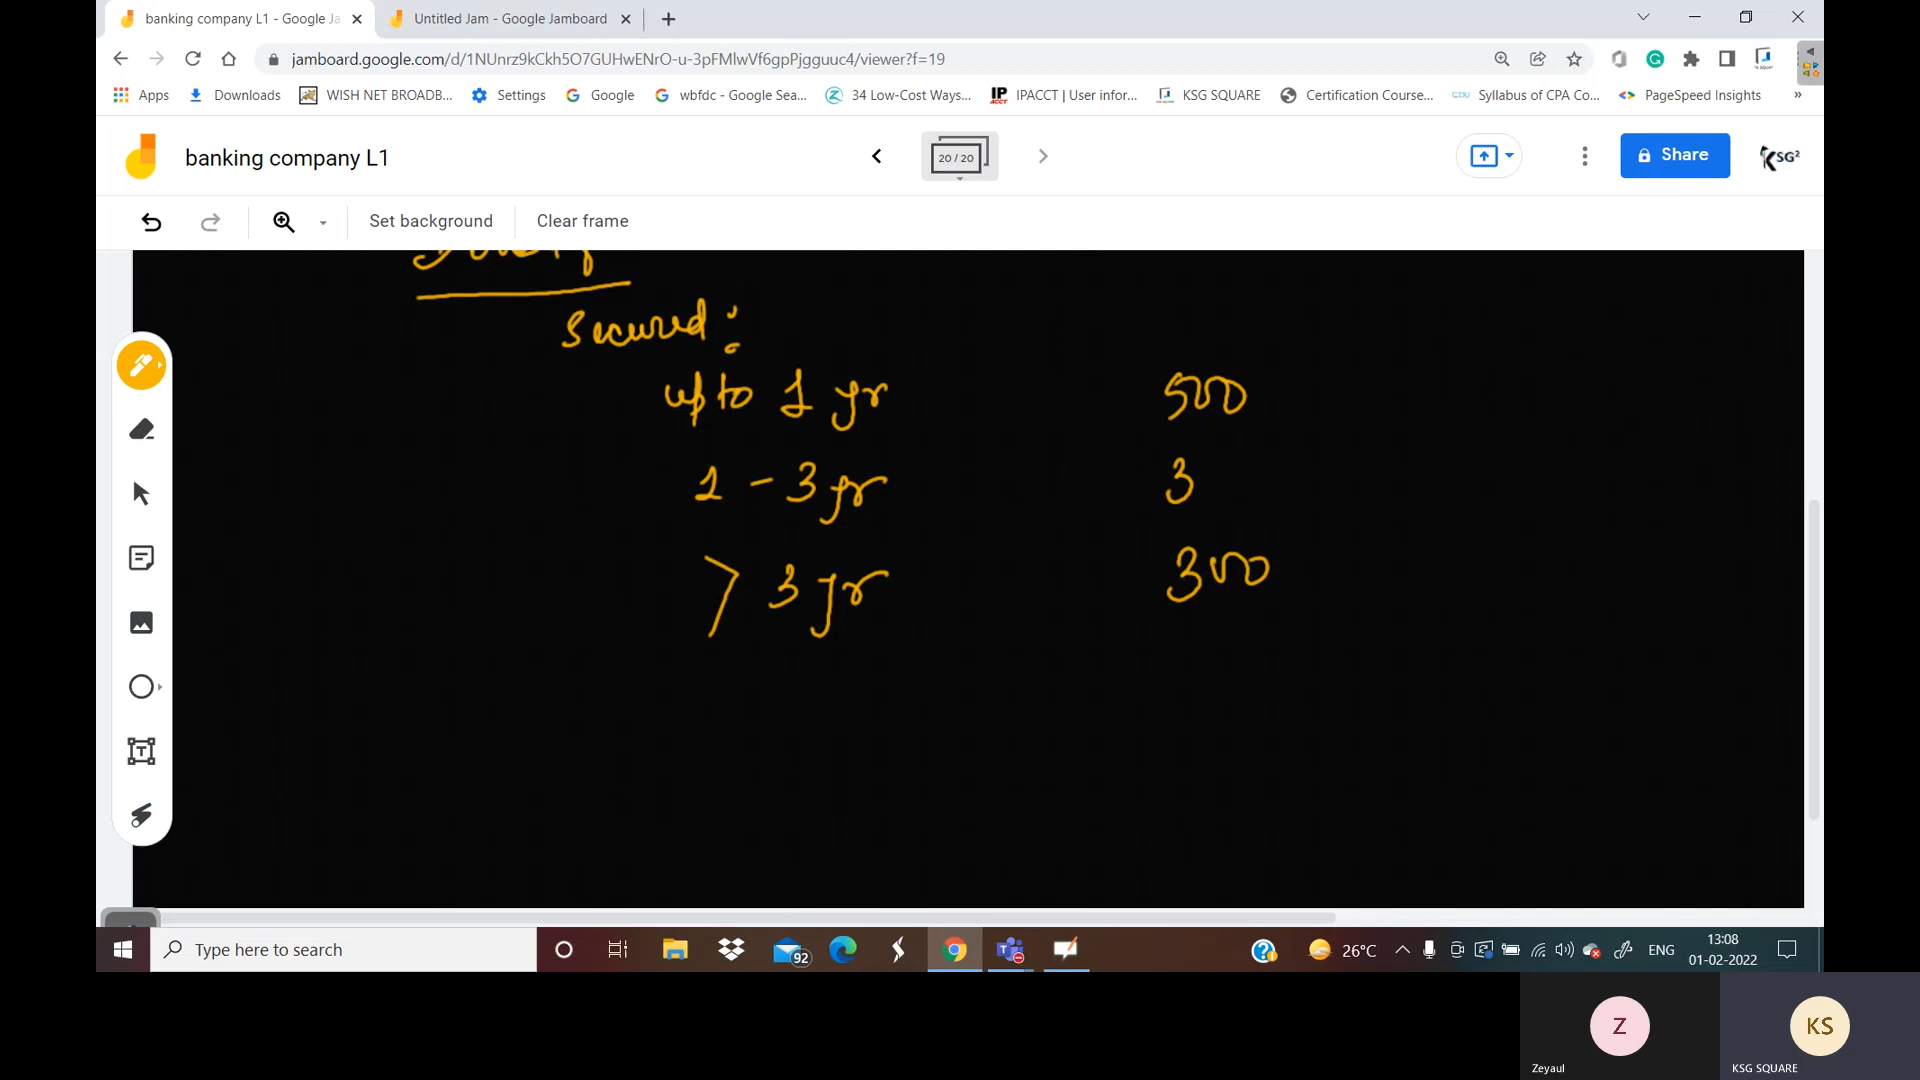 banking company L1 - Google Ja
Untitled Jam - Google Jamboard
jamboard.google.com/d/1NUnrz9kCkh5O7GUHwENrO-u-3pFMlwVf6gpPjgguuc4/viewer?f=19
Apps
Downloads
WISH NET BROADB...
Settings
Google
wbfdc - Google Sea...
34 Low-Cost Ways...
IPACCT | User infor...
KSG SQUARE
Certification Course...
Syllabus of CPA Co...
PageSpeed Insights
»
banking company L1
20 / 20
Share
KSG²
Set background
Clear frame
Secured :
up to 1 yr 500
1 - 3 yr 3
> 3 yr 300
Type here to search
92
26°C
ENG
13:08
01-02-2022
Z
KS
Zeyaul
KSG SQUARE